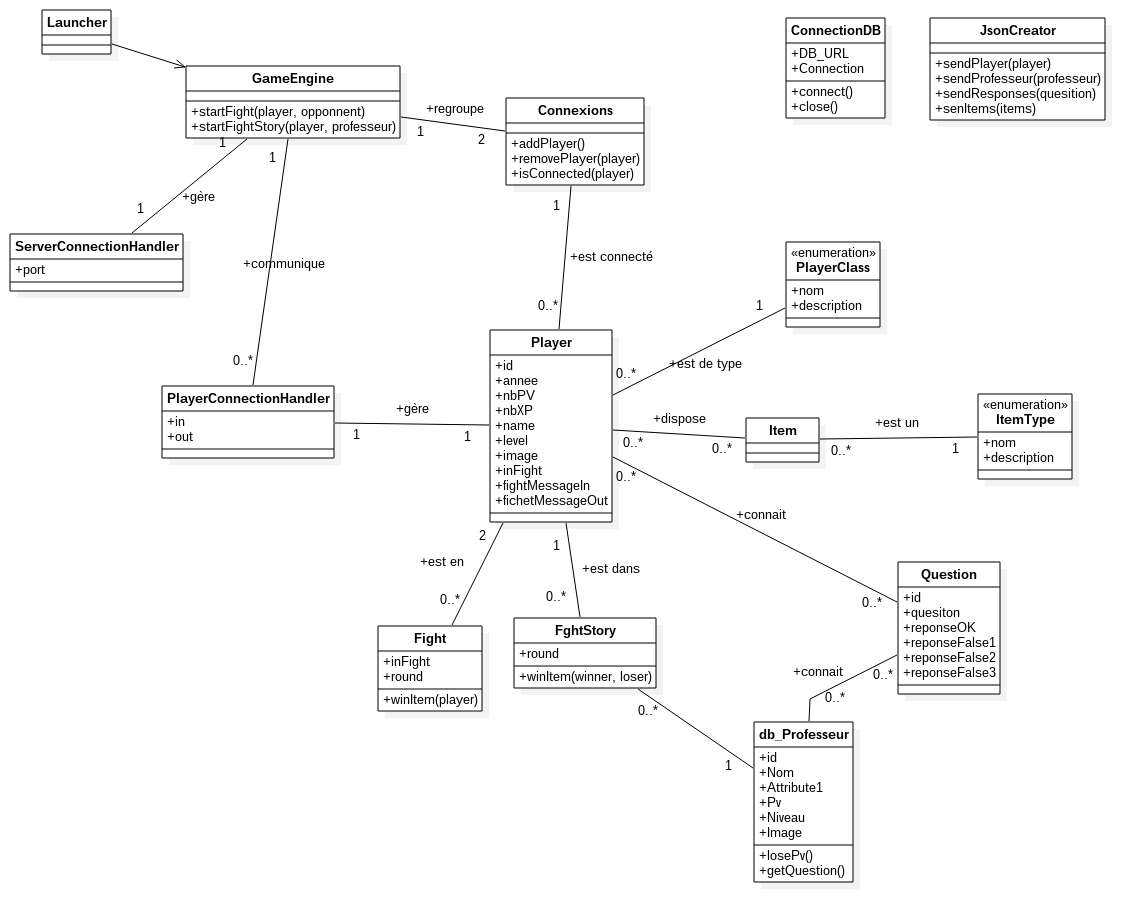 Launcher
GameEngine
+startFight(player, opponnent)
+startFightStory(player, professeur)
+regroupe
1
2
Connexions
+addPlayer()
+removePlayer(player)
+isConnected(player)
ConnectionDB
+DB_URL
+Connection
+connect()
+close()
JsonCreator
+sendPlayer(player)
+sendProfesseur(professeur)
+sendResponses(quesition)
+senItems(items)
1
+gère
1
ServerConnectionHandler
+port
1
+communique
0..*
PlayerConnectionHandler
+in
+out
+gère
1
1
1
+est connecté
0..*
Player
+id
+annee
+nbPV
+nbXP
+name
+level
+image
+inFight
+fightMessageIn
+fichetMessageOut
«enumeration»
PlayerClass
+nom
+description
1
+est de type
0..*
+dispose
0..*
0..*
Item
+est un
0..*
1
«enumeration»
ItemType
+nom
+description
0..*
+connait
0..*
Question
+id
+quesiton
+reponseOK
+reponseFalse1
+reponseFalse2
+reponseFalse3
2
+est en
0..*
Fight
+inFight
+round
+winItem(player)
1
+est dans
0..*
FghtStory
+round
+winItem(winner, loser)
0..*
1
+connait
0..*
0..*
db_Professeur
+id
+Nom
+Attribute1
+Pv
+Niveau
+Image
+losePv()
+getQuestion()